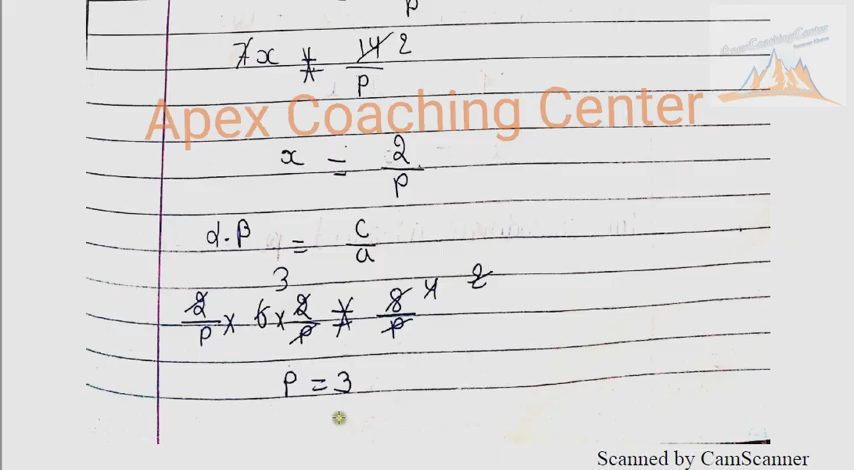 P
7x = 14 2
P
Apex Coaching Center
x = 2
P
α.β = c
a
3
2/P × 6 × 2/P = 8/P 4 2
P = 3
Scanned by CamScanner